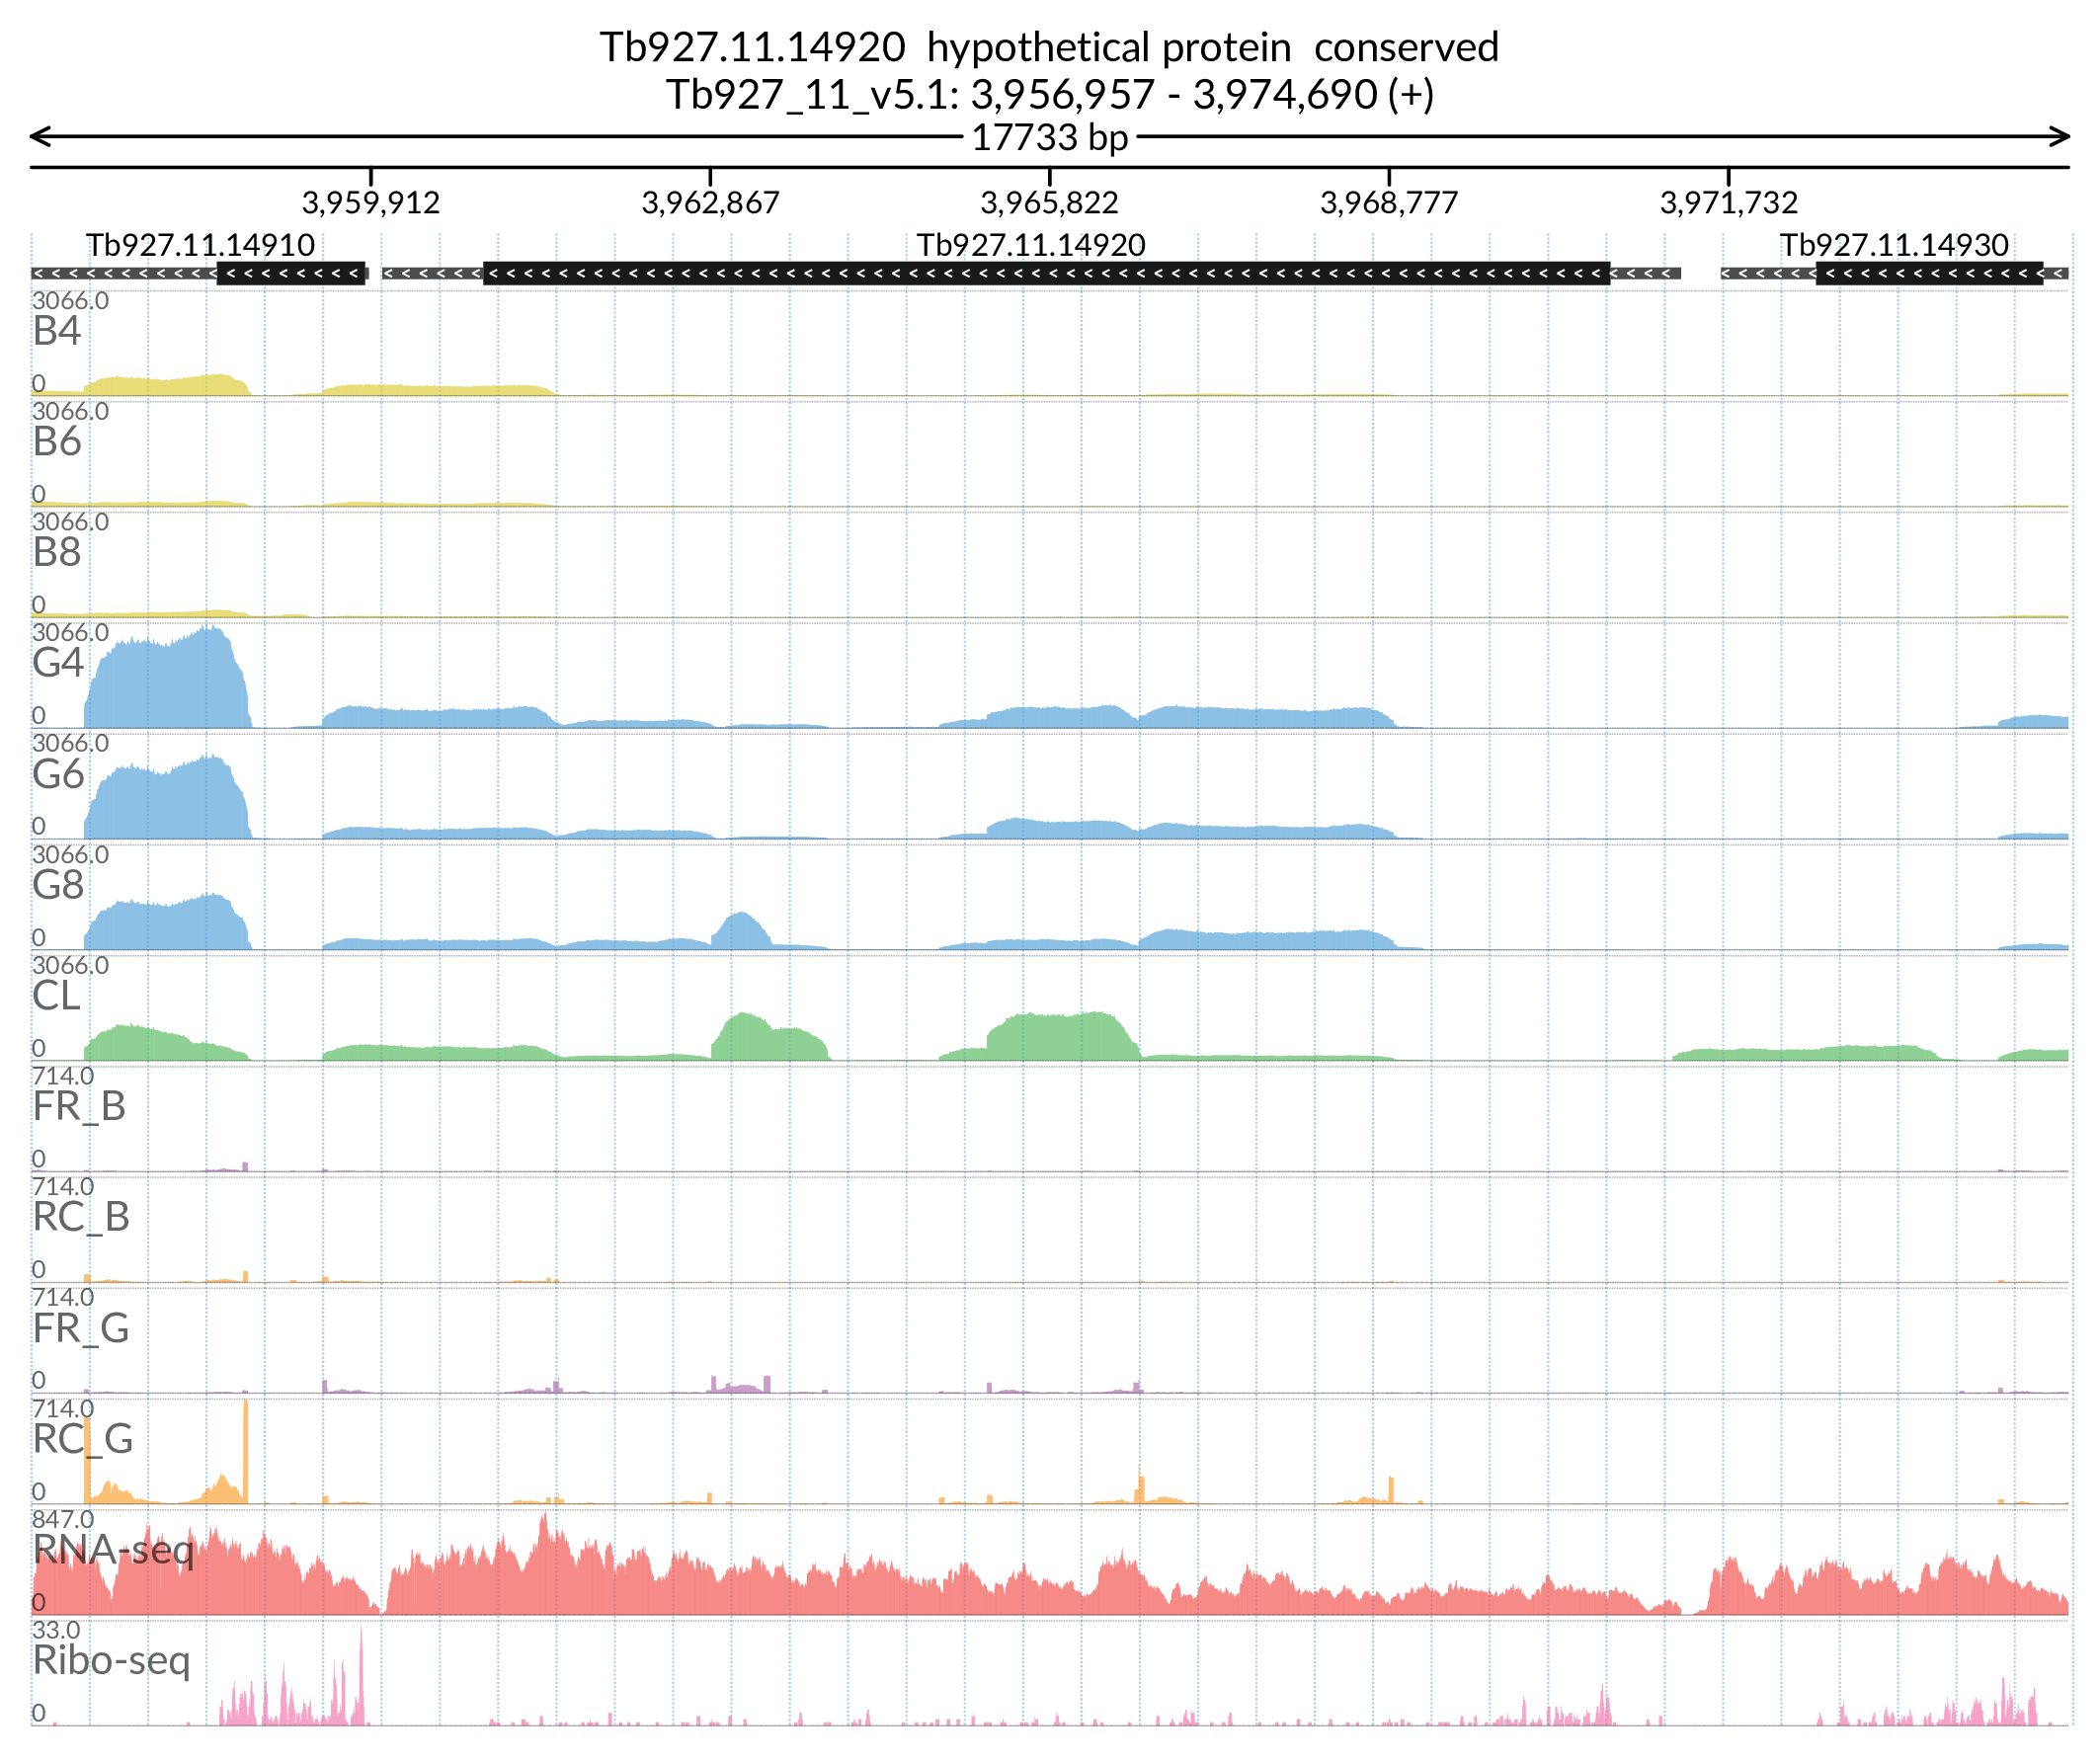 Tb927.11.14920 hypothetical protein conserved
Tb927_11_v5.1: 3,956,957 - 3,974,690 (+)
17733 bp
3,959,912 3,962,867 3,965,822 3,968,777 3,971,732
Tb927.11.14910 Tb927.11.14920 Tb927.11.14930
3066.0
B4
0
3066.0
B6
0
3066.0
B8
0
3066.0
G4
0
3066.0
G6
0
3066.0
G8
0
3066.0
CL
0
714.0
FR_B
0
714.0
RC_B
0
714.0
FR_G
0
714.0
RC_G
0
847.0
RNA-seq
0
33.0
Ribo-seq
0